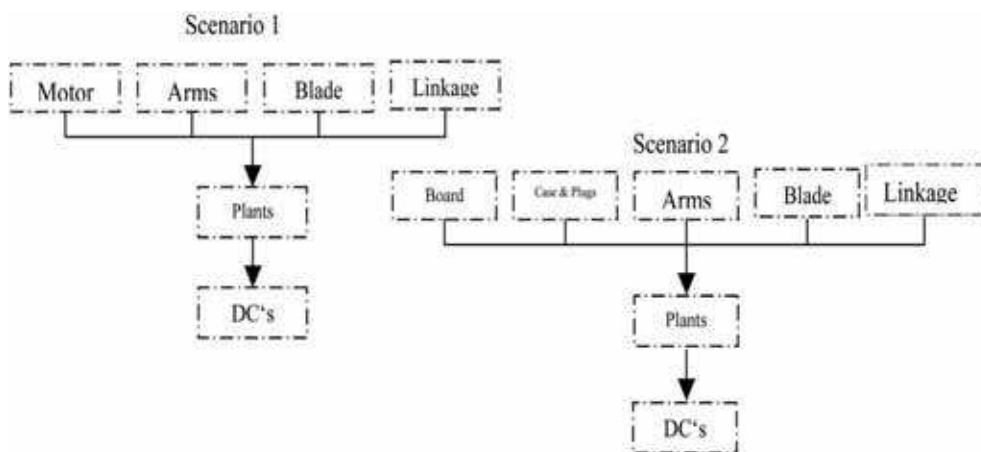 Scenario 1
Motor
Arms
Blade
Linkage
Plants
DC‘s
Scenario 2
Board
Case & Plugs
Arms
Blade
Linkage
Plants
DC‘s